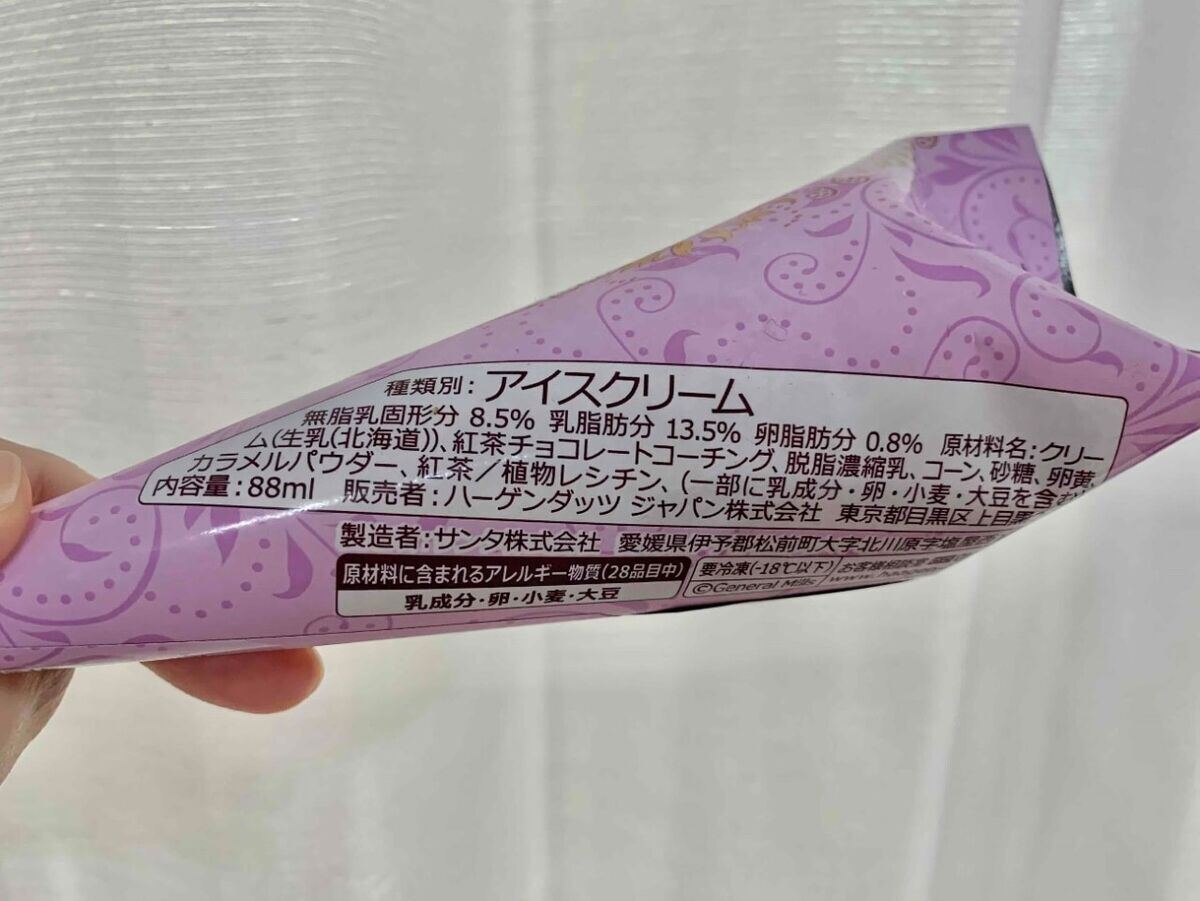 種類別:アイスクリーム
無脂乳固形分 8.5% 乳脂肪分 13.5% 卵脂肪分 0.8% 原材料名:クリー
ム(生乳(北海道))、紅茶チョコレートコーチング、脱脂濃縮乳、コーン、砂糖、卵黄、
カラメルパウダー、紅茶/植物レシチン、(一部に乳成分・卵・小麦・大豆を含む)
内容量:88ml 販売者:ハーゲンダッツ ジャパン株式会社 東京都目黒区上目黒
製造者:サンタ株式会社 愛媛県伊予郡松前町大字北川原字塩屋西
原材料に含まれるアレルギー物質(28品目中)
乳成分・卵・小麦・大豆
要冷凍(-18℃以下) お客様相談室
©General Mills www.haa